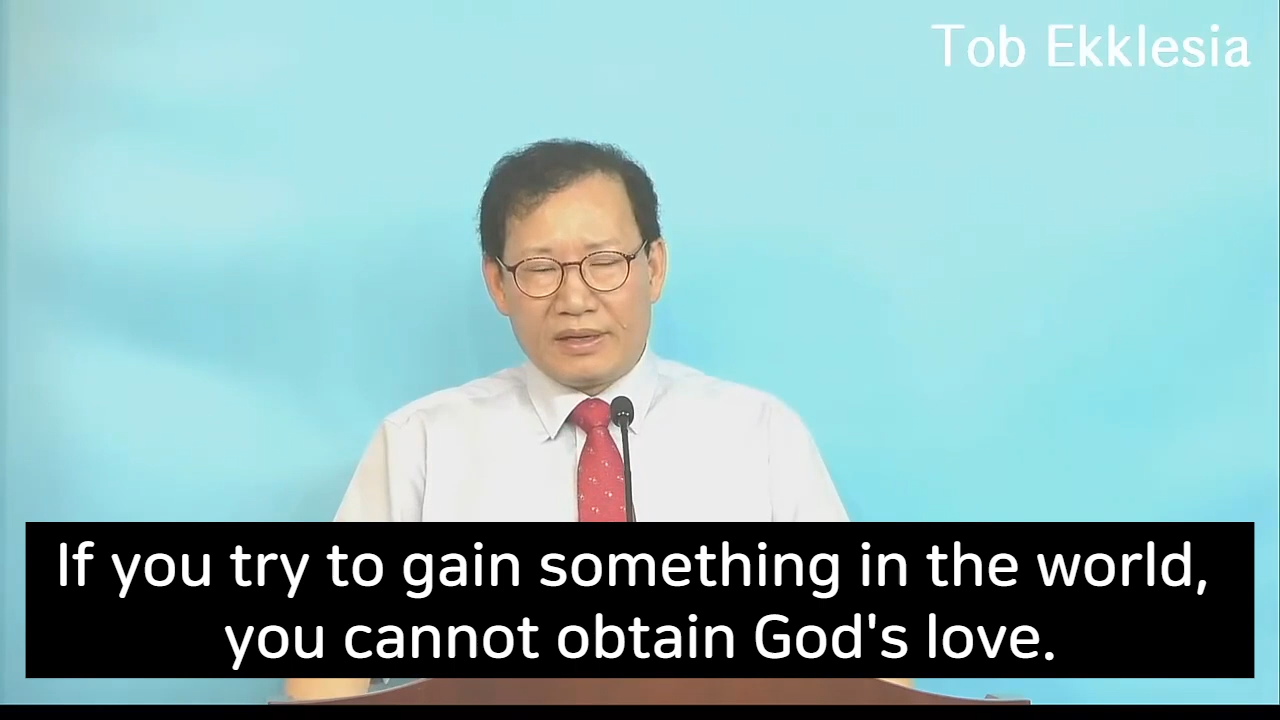 Tob Ekklesia
If you try to gain something in the world,
you cannot obtain God's love.